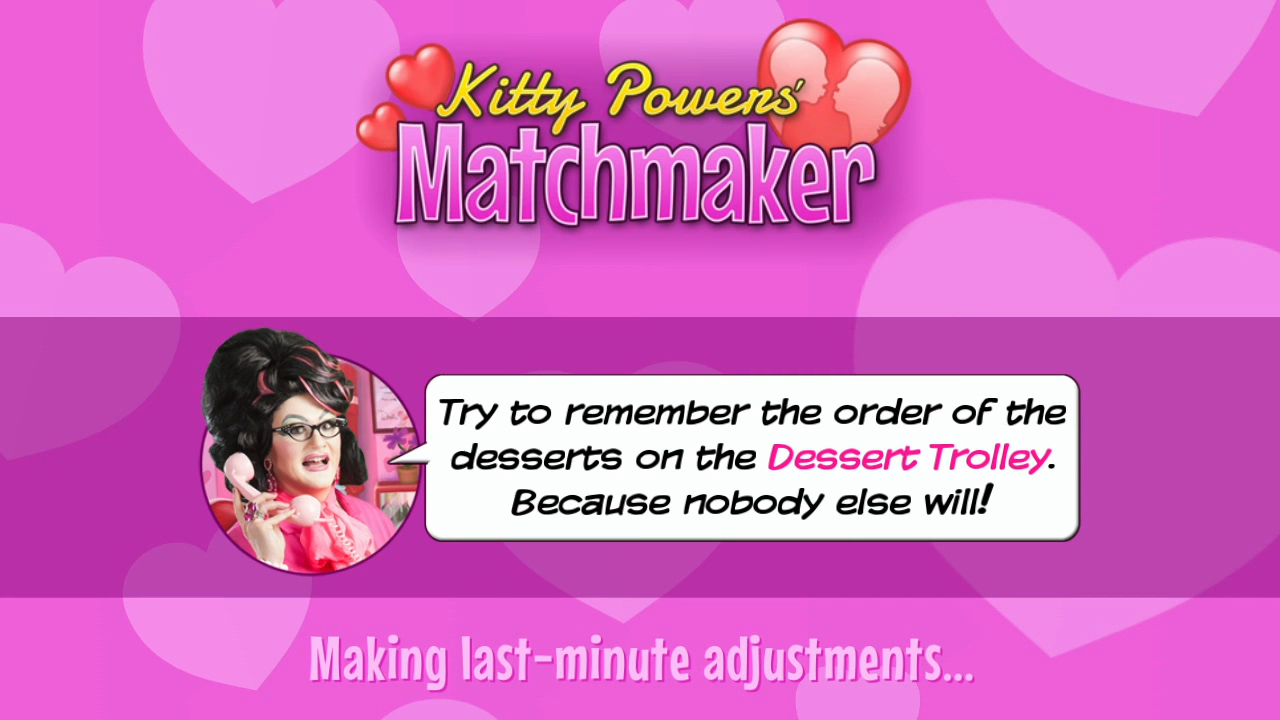 Kitty Powers'
Matchmaker
Try to remember the order of the
desserts on the Dessert Trolley.
Because nobody else will!
Making last-minute adjustments...